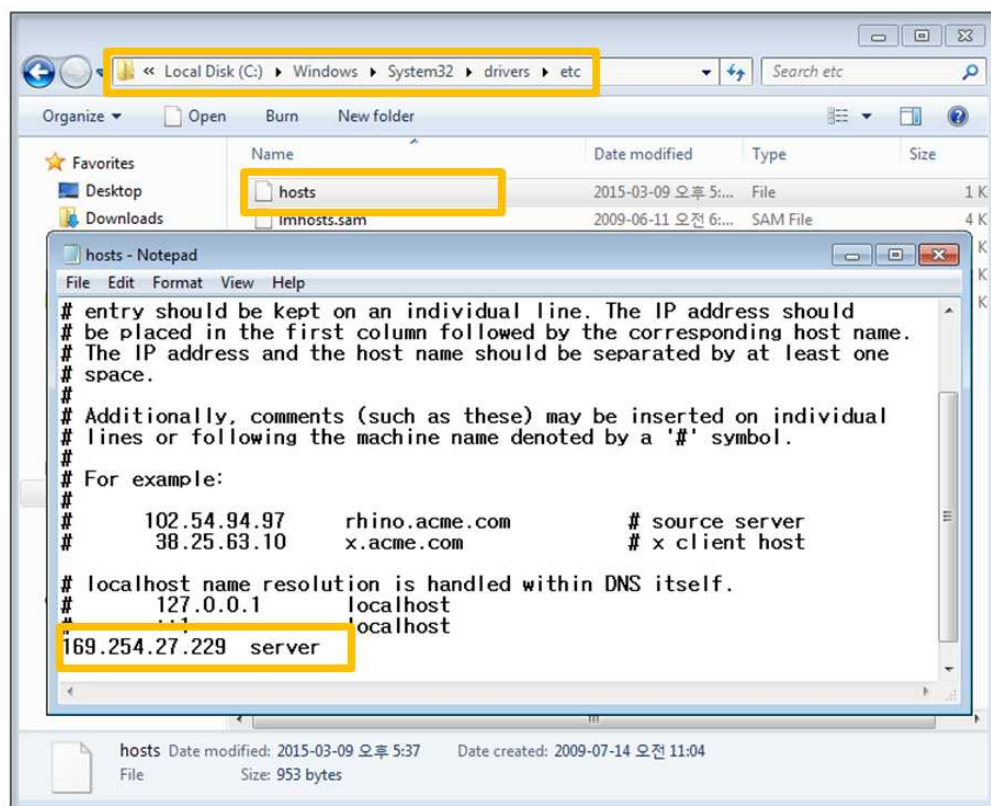 « Local Disk (C:) ▸ Windows ▸ System32 ▸ drivers ▸ etc
Search etc
Organize ▾ Open Burn New folder
Favorites
Desktop
Downloads
Name Date modified Type Size
hosts 2015-03-09 오후 5:... File 1 K
lmhosts.sam 2009-06-11 오전 6:... SAM File 4 K
K
K
K
hosts - Notepad
File Edit Format View Help
# entry should be kept on an individual line. The IP address should
# be placed in the first column followed by the corresponding host name.
# The IP address and the host name should be separated by at least one
# space.
#
# Additionally, comments (such as these) may be inserted on individual
# lines or following the machine name denoted by a '#' symbol.
#
# For example:
#
# 102.54.94.97 rhino.acme.com # source server
# 38.25.63.10 x.acme.com # x client host
# localhost name resolution is handled within DNS itself.
# 127.0.0.1 localhost
# localhost
169.254.27.229 server
hosts Date modified: 2015-03-09 오후 5:37 Date created: 2009-07-14 오전 11:04
File Size: 953 bytes